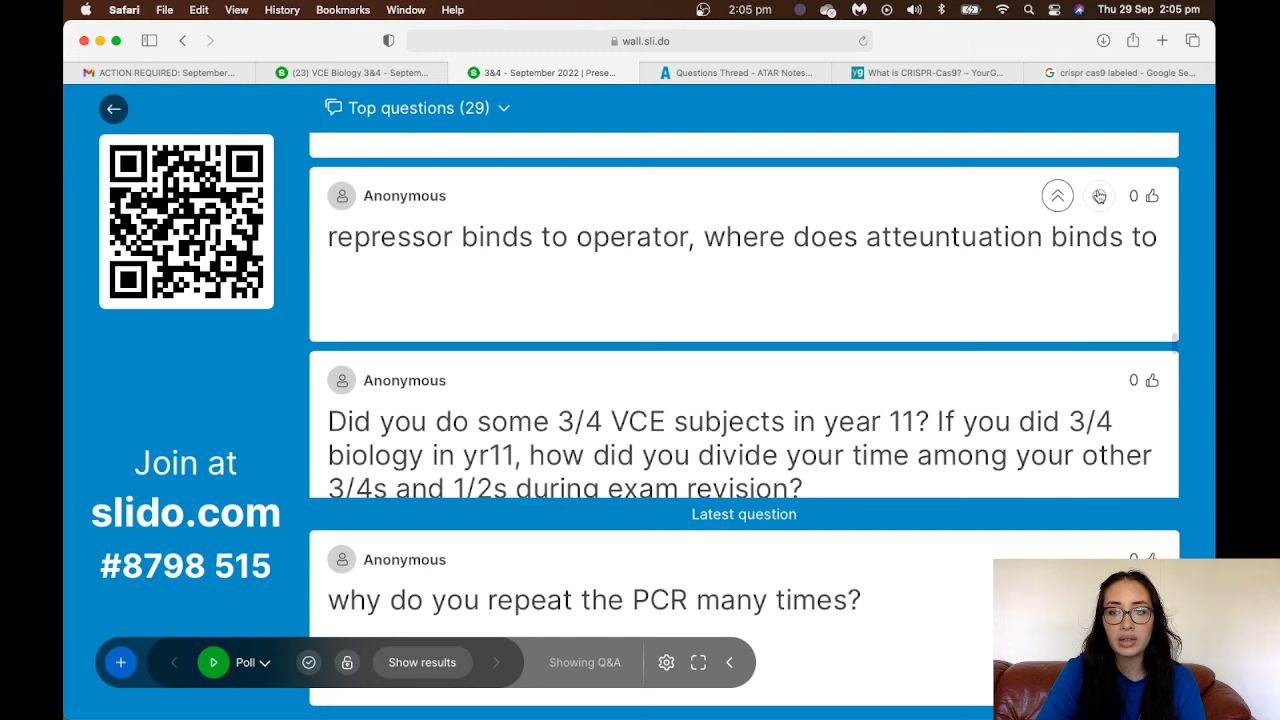 Safari File Edit View History Bookmarks Window Help 2:05 pm Thu 29 Sep 2:05 pm
wall.sli.do
ACTION REQUIRED: September...
(23) VCE Biology 3&4 - Septem...
3&4 - September 2022 | Prese...
Questions Thread - ATAR Notes...
What is CRISPR-Cas9? – YourG...
crispr cas9 labeled - Google Se...
Top questions (29)
Anonymous
0
repressor binds to operator, where does atteuntuation binds to
Anonymous
0
Did you do some 3/4 VCE subjects in year 11? If you did 3/4
biology in yr11, how did you divide your time among your other
3/4s and 1/2s during exam revision?
Join at
slido.com
#8798 515
Latest question
Anonymous
0
why do you repeat the PCR many times?
Poll
Show results
Showing Q&A